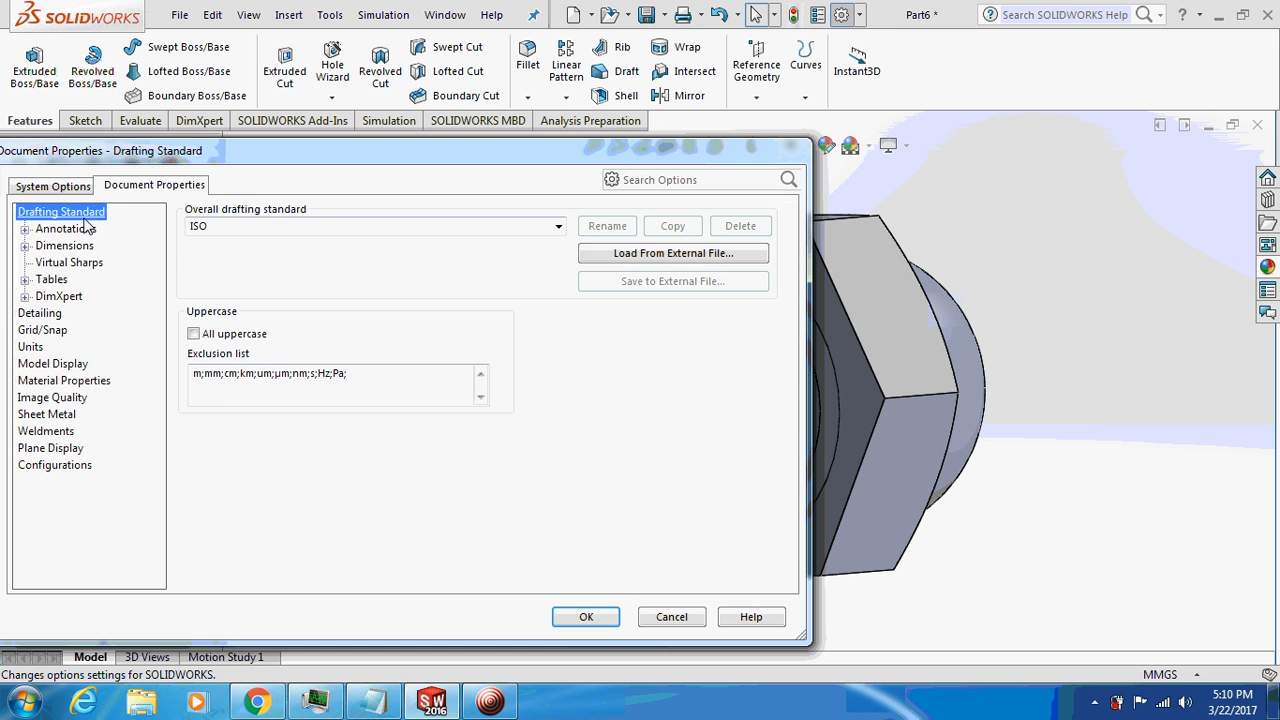 SOLIDWORKS File Edit View Insert Tools Simulation Window Help Part6 * Search SOLIDWORKS Help ?
Extruded Boss/Base
Revolved Boss/Base
Swept Boss/Base
Lofted Boss/Base
Boundary Boss/Base
Extruded Cut
Hole Wizard
Revolved Cut
Swept Cut
Lofted Cut
Boundary Cut
Fillet
Linear Pattern
Rib
Draft
Shell
Wrap
Intersect
Mirror
Reference Geometry
Curves
Instant3D
Features Sketch Evaluate DimXpert SOLIDWORKS Add-Ins Simulation SOLIDWORKS MBD Analysis Preparation
Document Properties - Drafting Standard
System Options Document Properties Search Options
Drafting Standard
Annotations
Dimensions
Virtual Sharps
Tables
DimXpert
Detailing
Grid/Snap
Units
Model Display
Material Properties
Image Quality
Sheet Metal
Weldments
Plane Display
Configurations
Overall drafting standard
ISO
Rename Copy Delete
Load From External File...
Save to External File...
Uppercase
All uppercase
Exclusion list
m;mm;cm;km;um;µm;nm;s;Hz;Pa;
OK Cancel Help
Model 3D Views Motion Study 1
Changes options settings for SOLIDWORKS. MMGS
SW 2016
5:10 PM
3/22/2017